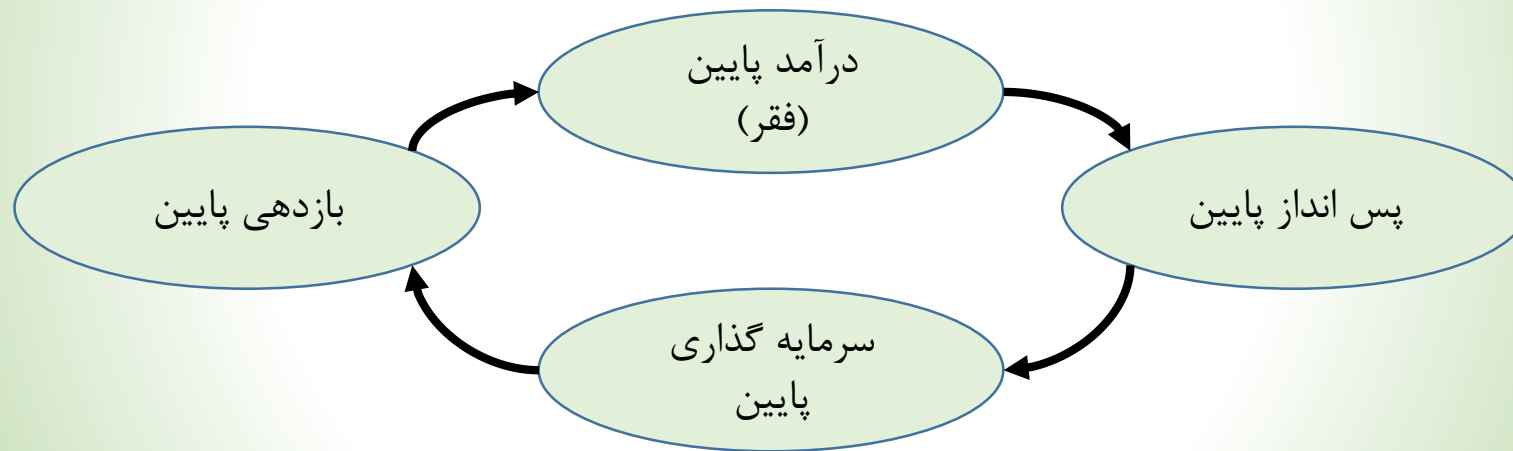 درآمد پایین
(فقر)
پس انداز پایین
سرمایه گذاری
پایین
بازدهی پایین